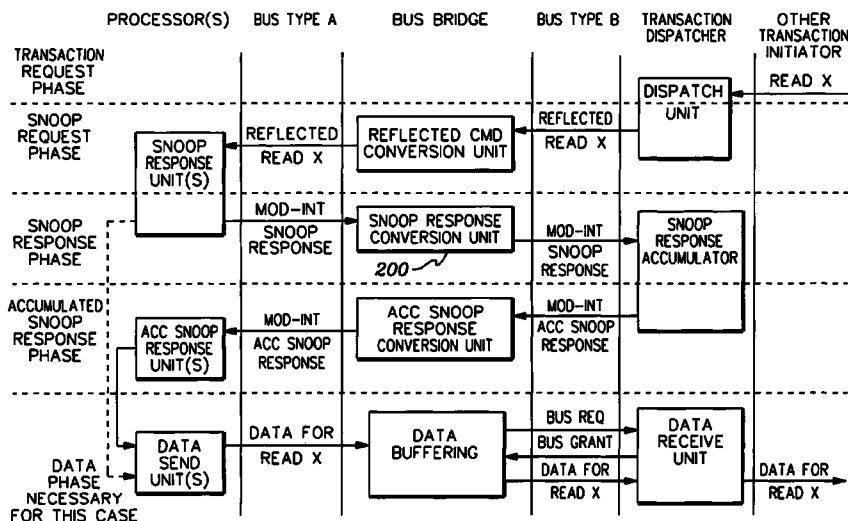 PROCESSOR(S)
BUS TYPE A
BUS BRIDGE
BUS TYPE B
TRANSACTION
DISPATCHER
OTHER
TRANSACTION
INITIATOR
TRANSACTION
REQUEST
PHASE
DISPATCH
UNIT
READ X
SNOOP
REQUEST
PHASE
SNOOP
RESPONSE
UNIT(S)
REFLECTED
READ X
REFLECTED CMD
CONVERSION UNIT
REFLECTED
READ X
SNOOP
RESPONSE
PHASE
MOD-INT
SNOOP
RESPONSE
SNOOP RESPONSE
CONVERSION UNIT
200
MOD-INT
SNOOP
RESPONSE
SNOOP
RESPONSE
ACCUMULATOR
ACCUMULATED
SNOOP
RESPONSE
PHASE
ACC SNOOP
RESPONSE
UNIT(S)
MOD-INT
ACC SNOOP
RESPONSE
ACC SNOOP
RESPONSE
CONVERSION UNIT
MOD-INT
ACC SNOOP
RESPONSE
DATA
PHASE
NECESSARY
FOR THIS CASE
DATA
SEND
UNIT(S)
DATA FOR
READ X
DATA
BUFFERING
BUS REQ
BUS GRANT
DATA FOR
READ X
DATA
RECEIVE
UNIT
DATA FOR
READ X